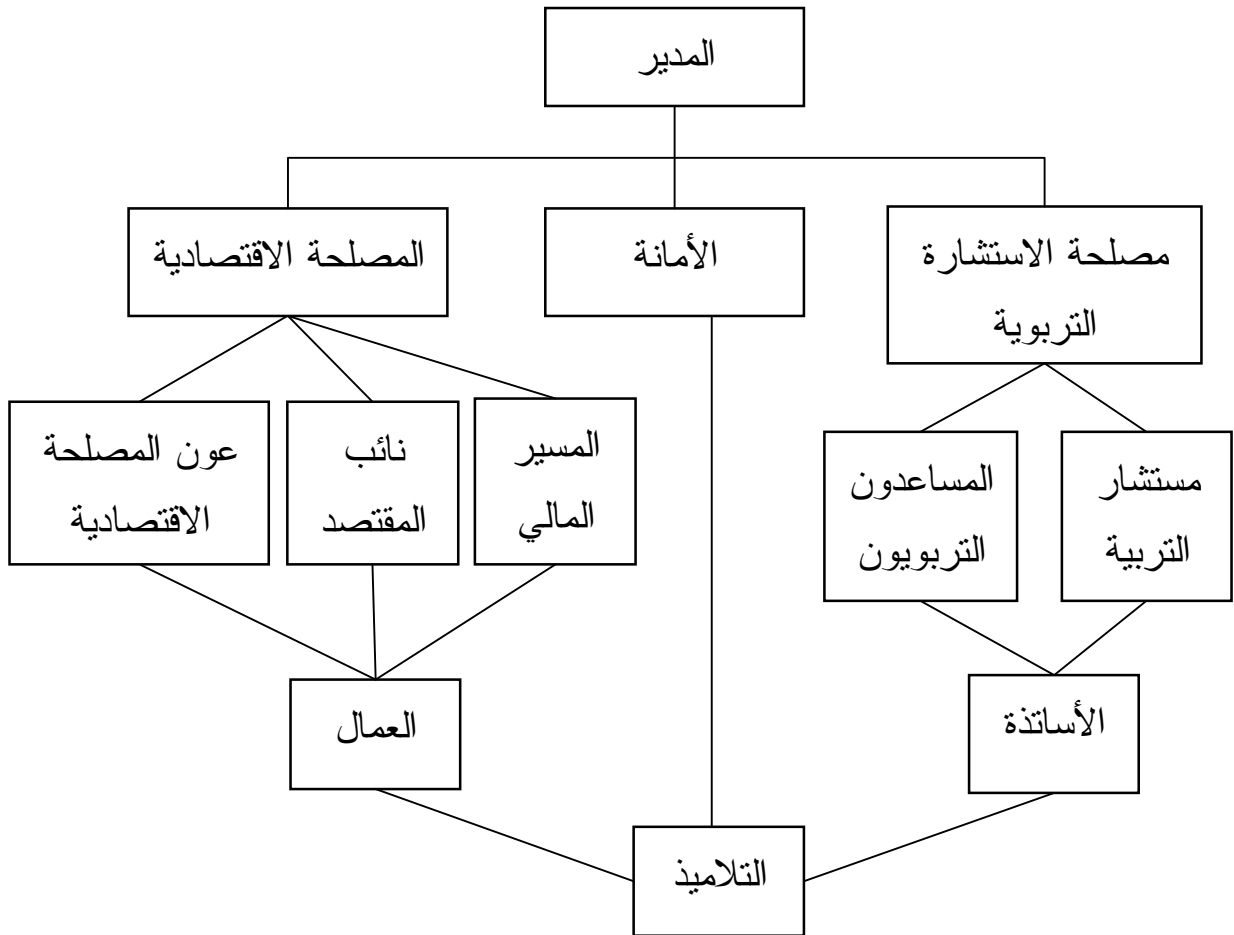 المدير
مصلحة الاستشارة
التربوية
الأمانة
المصلحة الاقتصادية
مستشار
التربية
المساعدون
التربويون
المسير
المالي
نائب
المقتصد
عون المصلحة
الاقتصادية
الأساتذة
العمال
التلاميذ